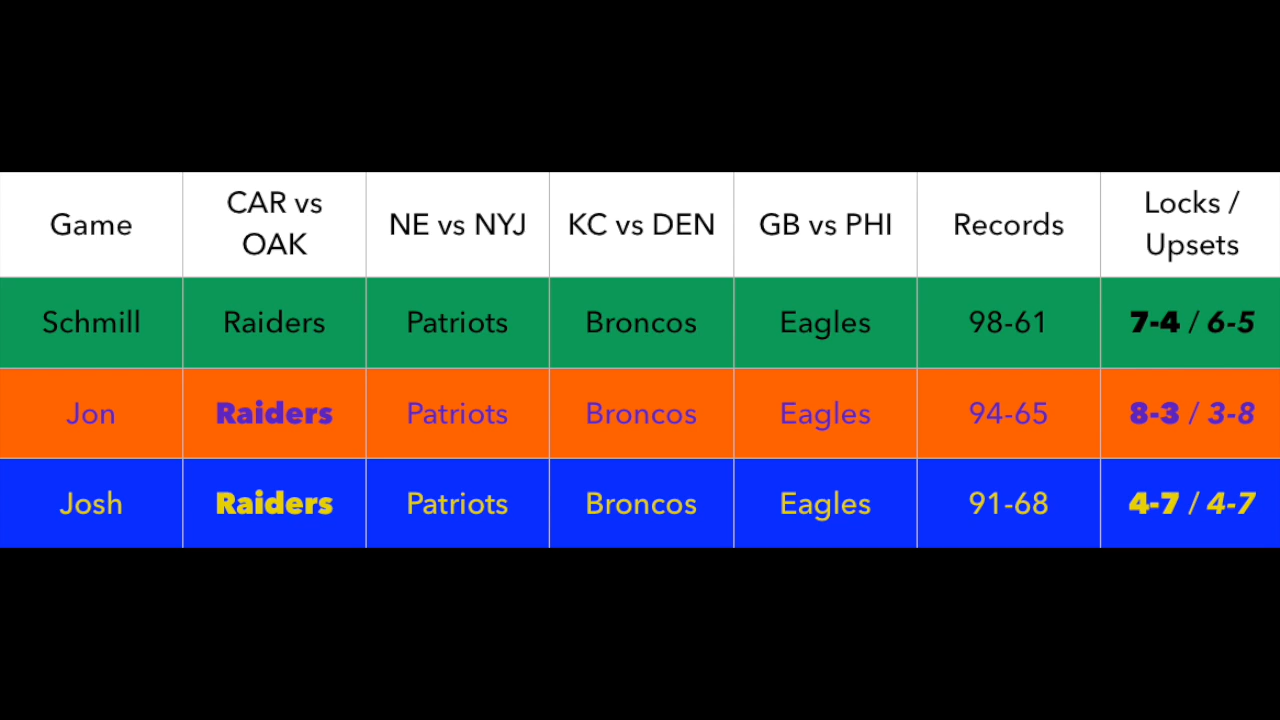 Game
CAR vs
OAK
NE vs NYJ
KC vs DEN
GB vs PHI
Records
Locks /
Upsets
Schmill
Raiders
Patriots
Broncos
Eagles
98-61
7-4 / 6-5
Jon
Raiders
Patriots
Broncos
Eagles
94-65
8-3 / 3-8
Josh
Raiders
Patriots
Broncos
Eagles
91-68
4-7 / 4-7